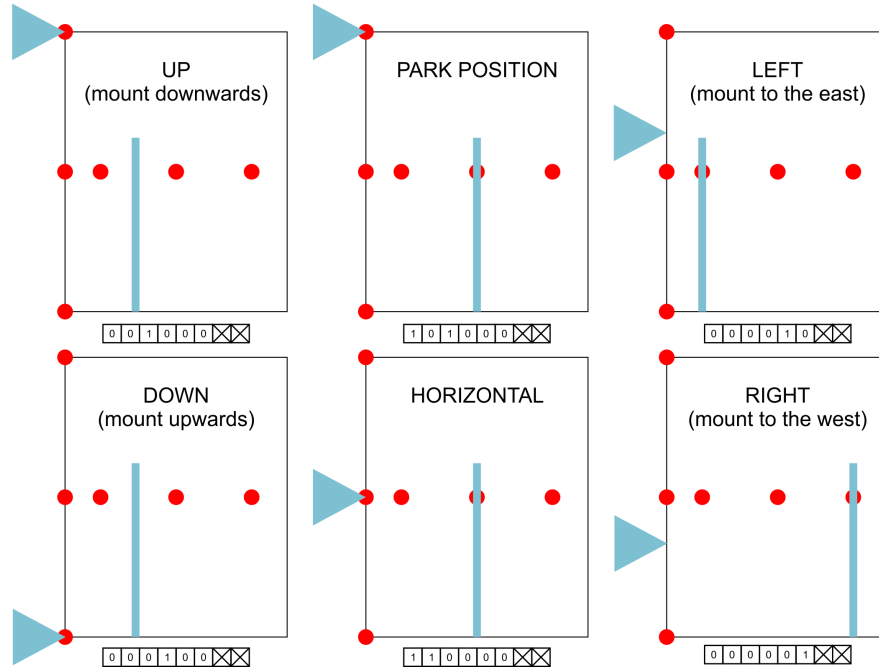 UP
(mount downwards)
0 0 1 0 0 0
PARK POSITION
1 0 1 0 0 0
LEFT
(mount to the east)
0 0 0 0 1 0
DOWN
(mount upwards)
0 0 0 1 0 0
HORIZONTAL
1 1 0 0 0 0
RIGHT
(mount to the west)
0 0 0 0 0 1